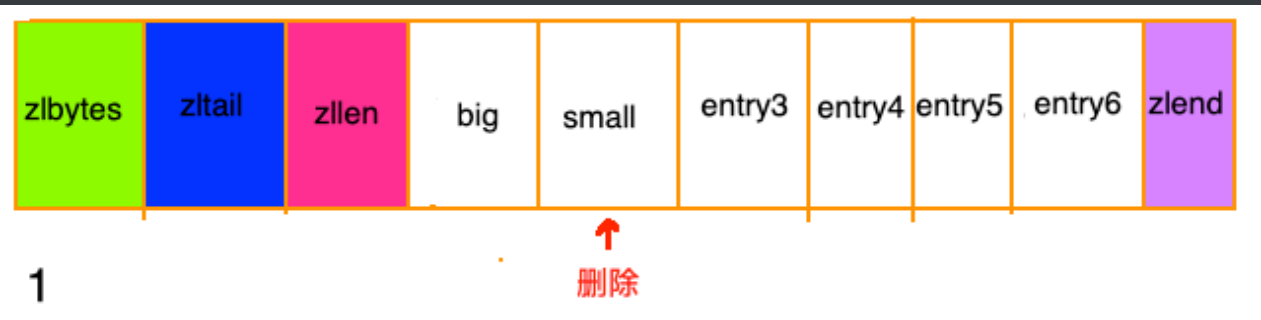 zlbytes zltail zllen big small entry3 entry4 entry5 entry6 zlend
删除
1